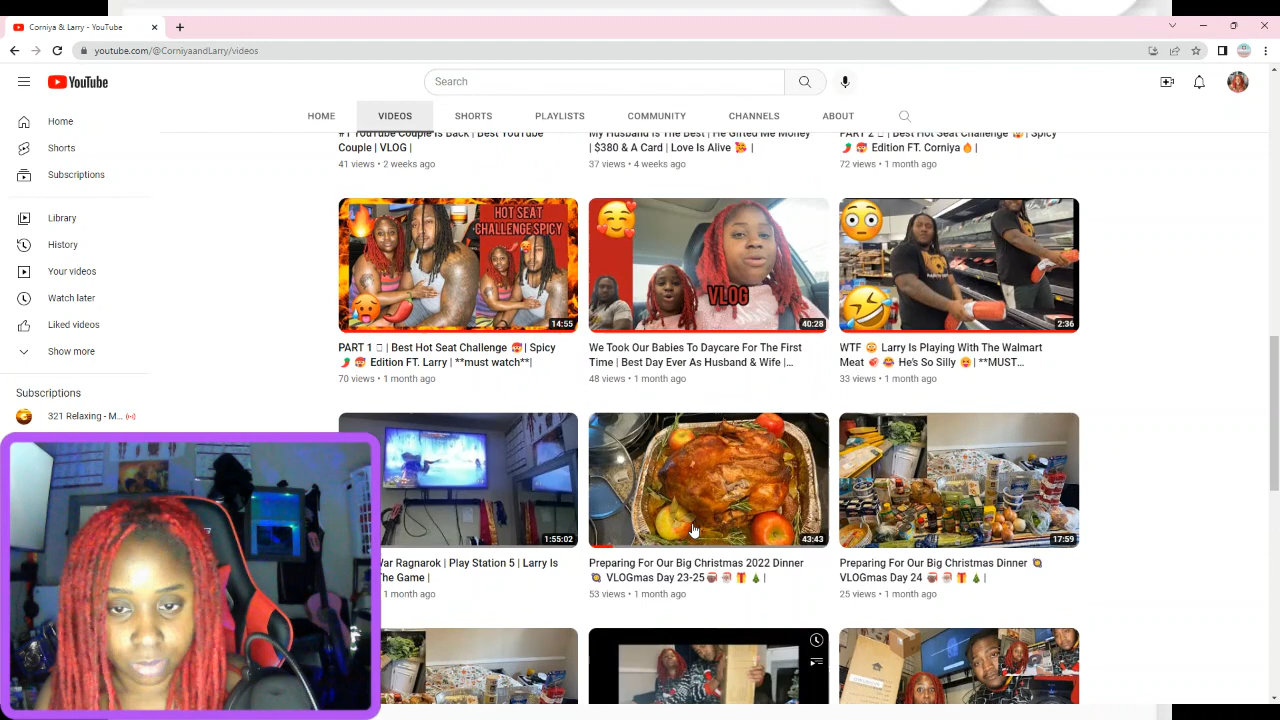 Corniya & Larry - YouTube
youtube.com/@CorniyaandLarry/videos
YouTube
Search
HOME
VIDEOS
SHORTS
PLAYLISTS
COMMUNITY
CHANNELS
ABOUT
Home
Shorts
Subscriptions
Library
History
Your videos
Watch later
Liked videos
Show more
Subscriptions
321 Relaxing - M...
#1 YouTube Couple Is Back | Best YouTube
Couple | VLOG |
41 views • 2 weeks ago
My Husband Is The Best | He Gifted Me Money
| $380 & A Card | Love Is Alive 🥰 |
37 views • 4 weeks ago
PART 2 | Best Hot Seat Challenge 🥵| Spicy
🌶️ 🥵 Edition FT. Corniya🔥 |
72 views • 1 month ago
HOT SEAT
CHALLENGE SPICY
14:55
PART 1 | Best Hot Seat Challenge 🥵| Spicy
🌶️ 🥵 Edition FT. Larry | **must watch**|
70 views • 1 month ago
VLOG
40:28
We Took Our Babies To Daycare For The First
Time | Best Day Ever As Husband & Wife |...
48 views • 1 month ago
2:36
WTF 😳 Larry Is Playing With The Walmart
Meat 🥩 😂 He's So Silly 🥵 | **MUST...
33 views • 1 month ago
1:55:02
ar Ragnarok | Play Station 5 | Larry Is
The Game |
1 month ago
43:43
Preparing For Our Big Christmas 2022 Dinner
🥘 VLOGmas Day 23-25🤶🏾 🎅🏾 🎁 🎄 |
53 views • 1 month ago
17:59
Preparing For Our Big Christmas Dinner 🥘
VLOGmas Day 24 🤶🏾 🎅🏾 🎁 🎄 |
25 views • 1 month ago